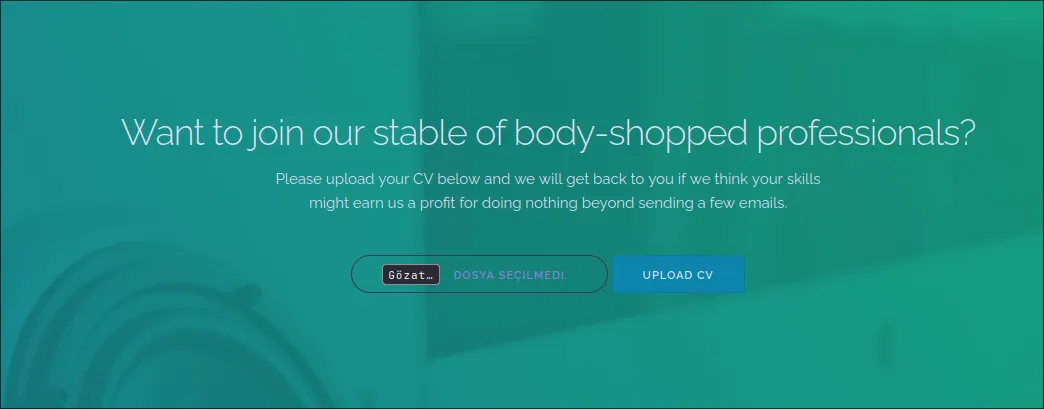 Want to join our stable of body-shopped professionals?
Please upload your CV below and we will get back to you if we think your skills
might earn us a profit for doing nothing beyond sending a few emails.
Gözat… DOSYA SEÇILMEDI. UPLOAD CV